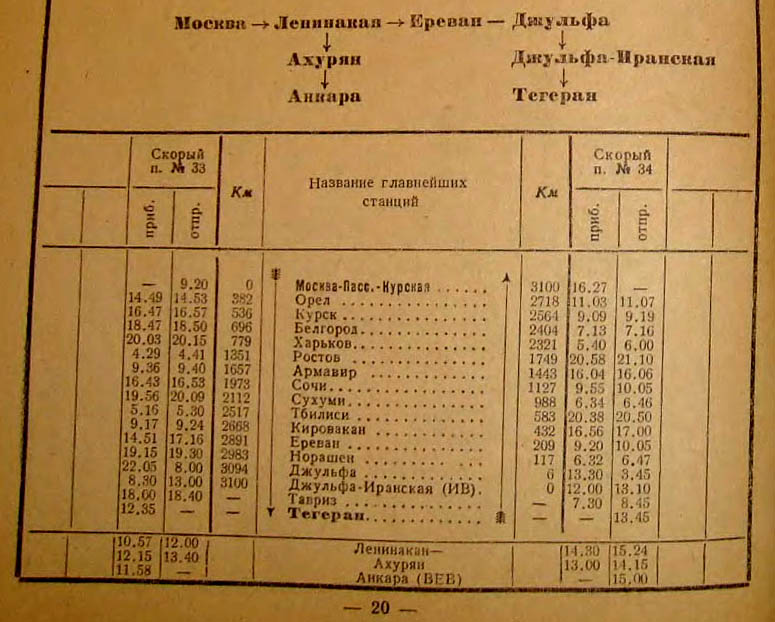 Москва → Ленинакан → Ереван — Джульфа
↓ ↓
Ахурян Джульфа-Иранская
↓ ↓
Анкара Тегеран
Скорый п. № 33 Км Название главнейших станций Км Скорый п. № 34
приб. отпр. приб. отпр.
— 9.20 0 Москва-Пасс.-Курская ...... 3100 16.27 —
14.49 14.53 382 Орел ............ 2718 11.03 11.07
16.47 16.57 536 Курск ............ 2564 9.09 9.19
18.47 18.50 696 Белгород ............ 2404 7.13 7.16
20.03 20.15 779 Харьков ............ 2321 5.40 6.00
4.29 4.41 1351 Ростов ............ 1749 20.58 21.10
9.36 9.40 1657 Армавир ............ 1443 16.04 16.06
16.43 16.53 1973 Сочи ............ 1127 9.55 10.05
19.56 20.09 2112 Сухуми ............ 988 6.34 6.46
5.16 5.30 2517 Тбилиси ............ 583 20.38 20.50
9.17 9.24 2668 Кировакан ............ 432 16.56 17.00
14.51 17.16 2891 Ереван ............ 209 9.20 10.05
19.15 19.30 2983 Норашен ............ 117 6.32 6.47
22.05 8.00 3094 Джульфа ............ 6 13.30 3.45
8.30 13.00 3100 Джульфа-Иранская (ИВ). 0 12.00 13.10
18.00 18.40 — Тавриз ............ — 7.30 8.45
12.35 — — Тегеран ............ — — 13.45
10.57 12.00 Ленинакан— 14.30 15.24
12.15 13.40 Ахурян 13.00 14.15
11.58 — Анкара (ВЕВ) — 15.00
— 20 —